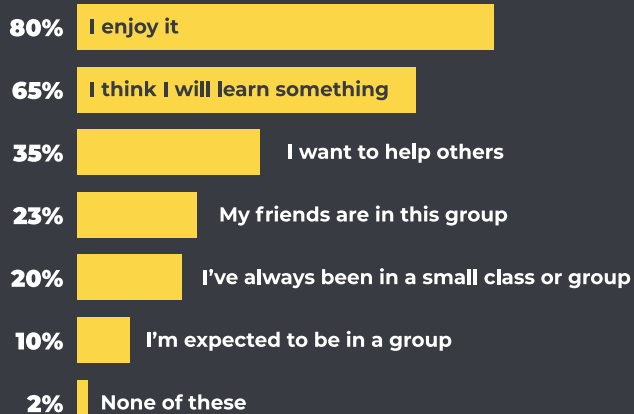 80% I enjoy it
65% I think I will learn something
35% I want to help others
23% My friends are in this group
20% I've always been in a small class or group
10% I'm expected to be in a group
2% None of these